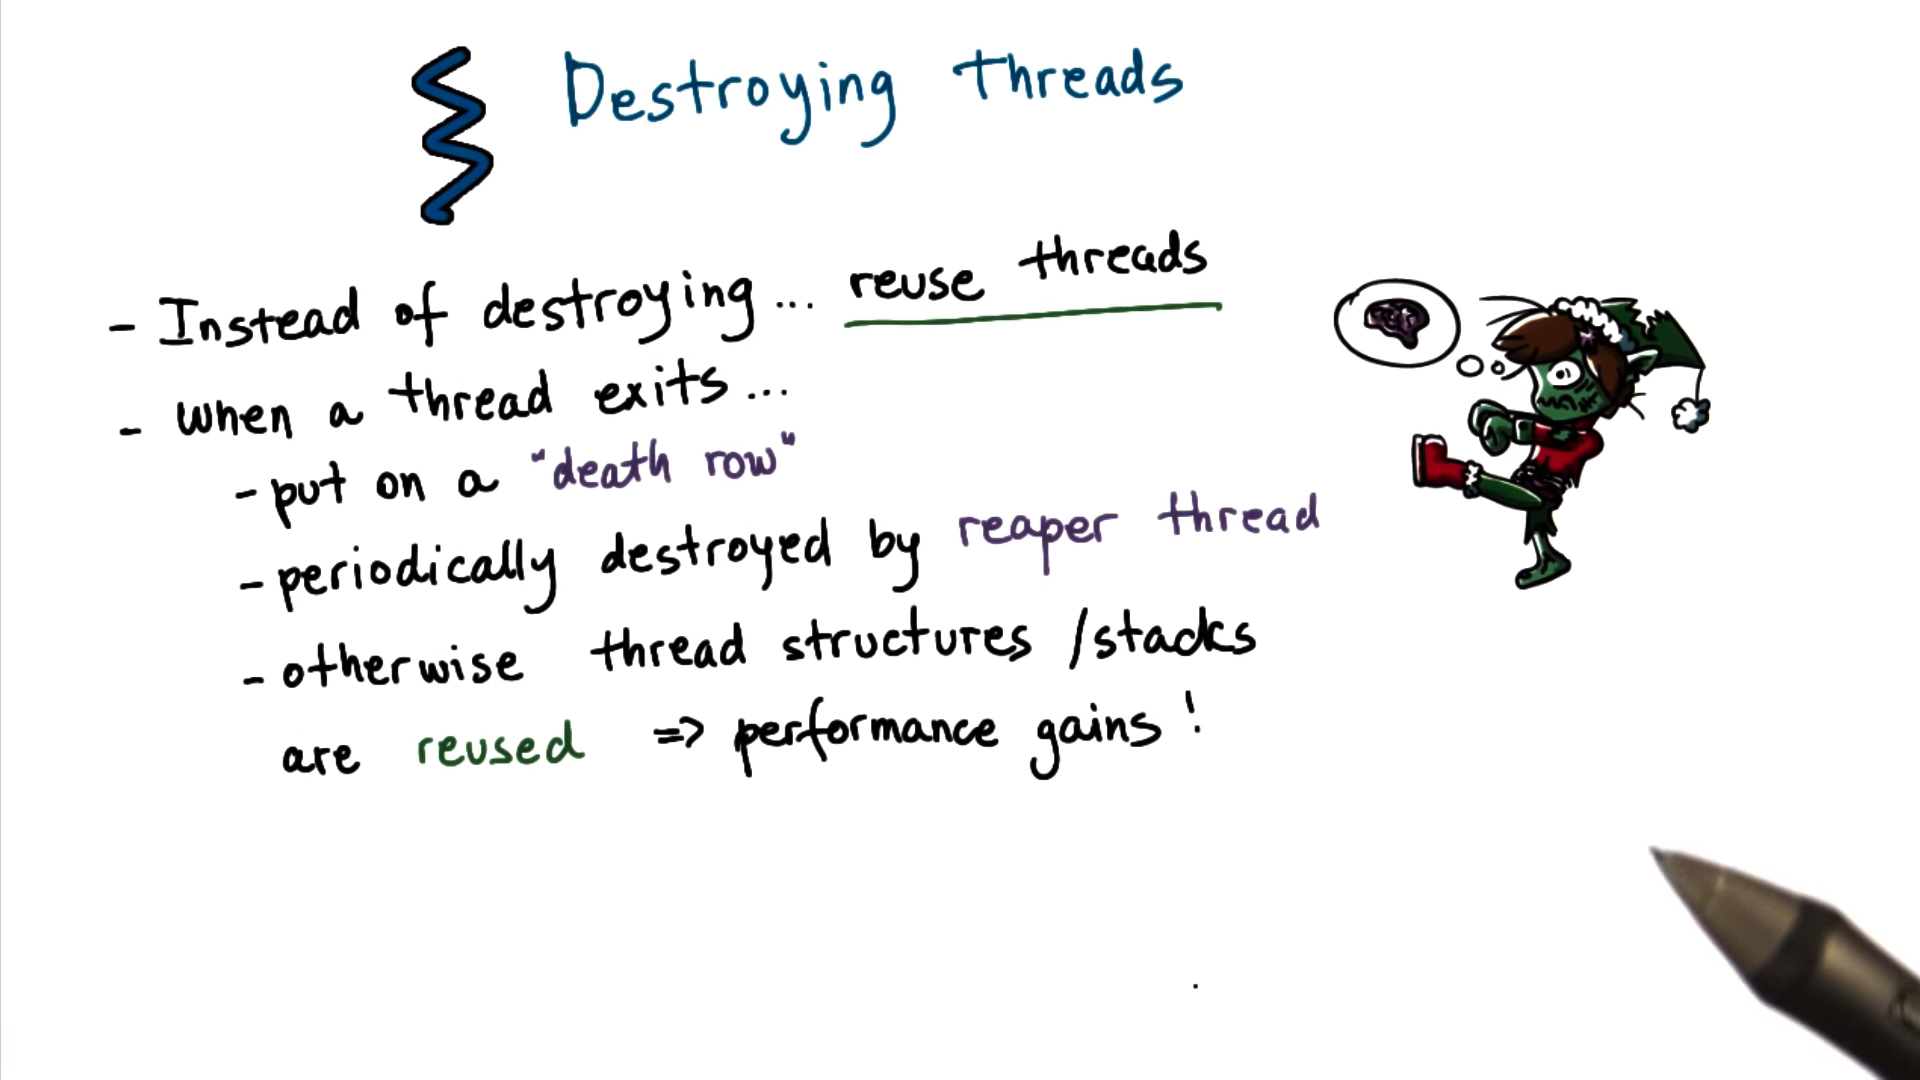 Destroying threads
- Instead of destroying... reuse threads
- when a thread exits...
- put on a "death row"
- periodically destroyed by reaper thread
- otherwise thread structures / stacks
are reused => performance gains!